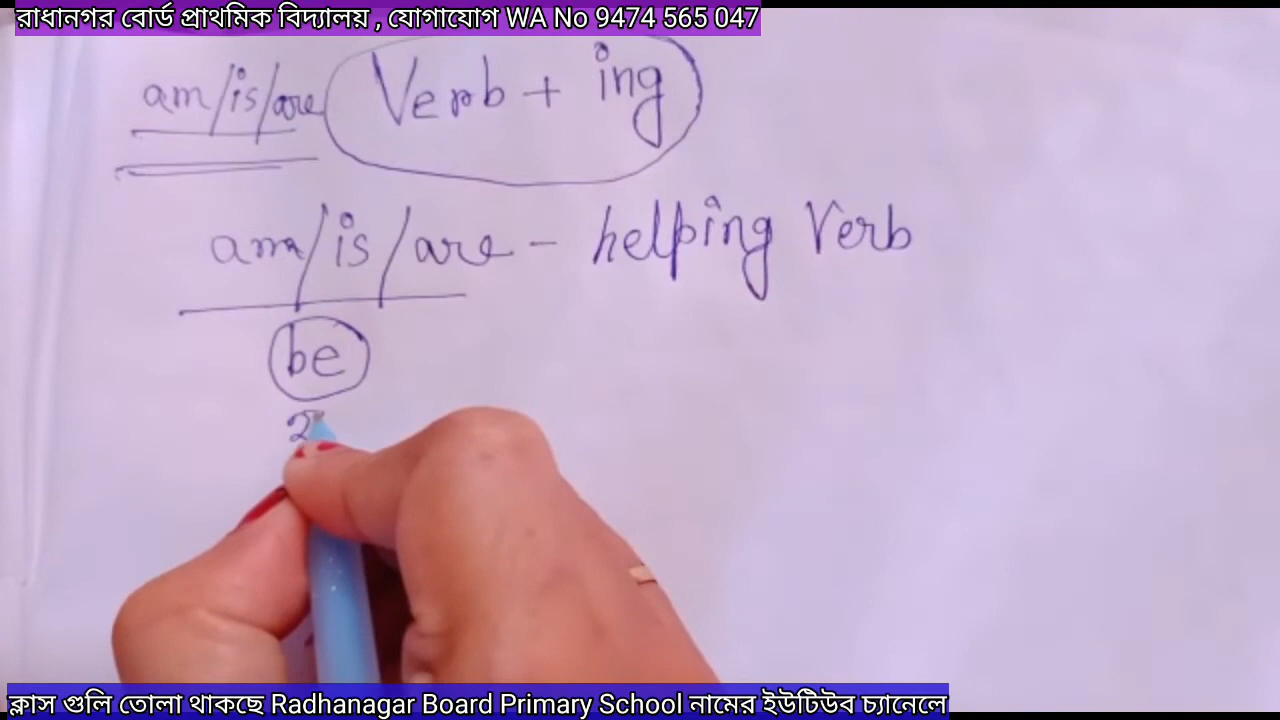 রাধানগর বোর্ড প্রাথমিক বিদ্যালয় , যোগাযোগ WA No 9474 565 047
am/is/are Verb + ing
am/is/are - helping Verb
be
ক্লাস গুলি তোলা থাকছে Radhanagar Board Primary School নামের ইউটিউব চ্যানেলে